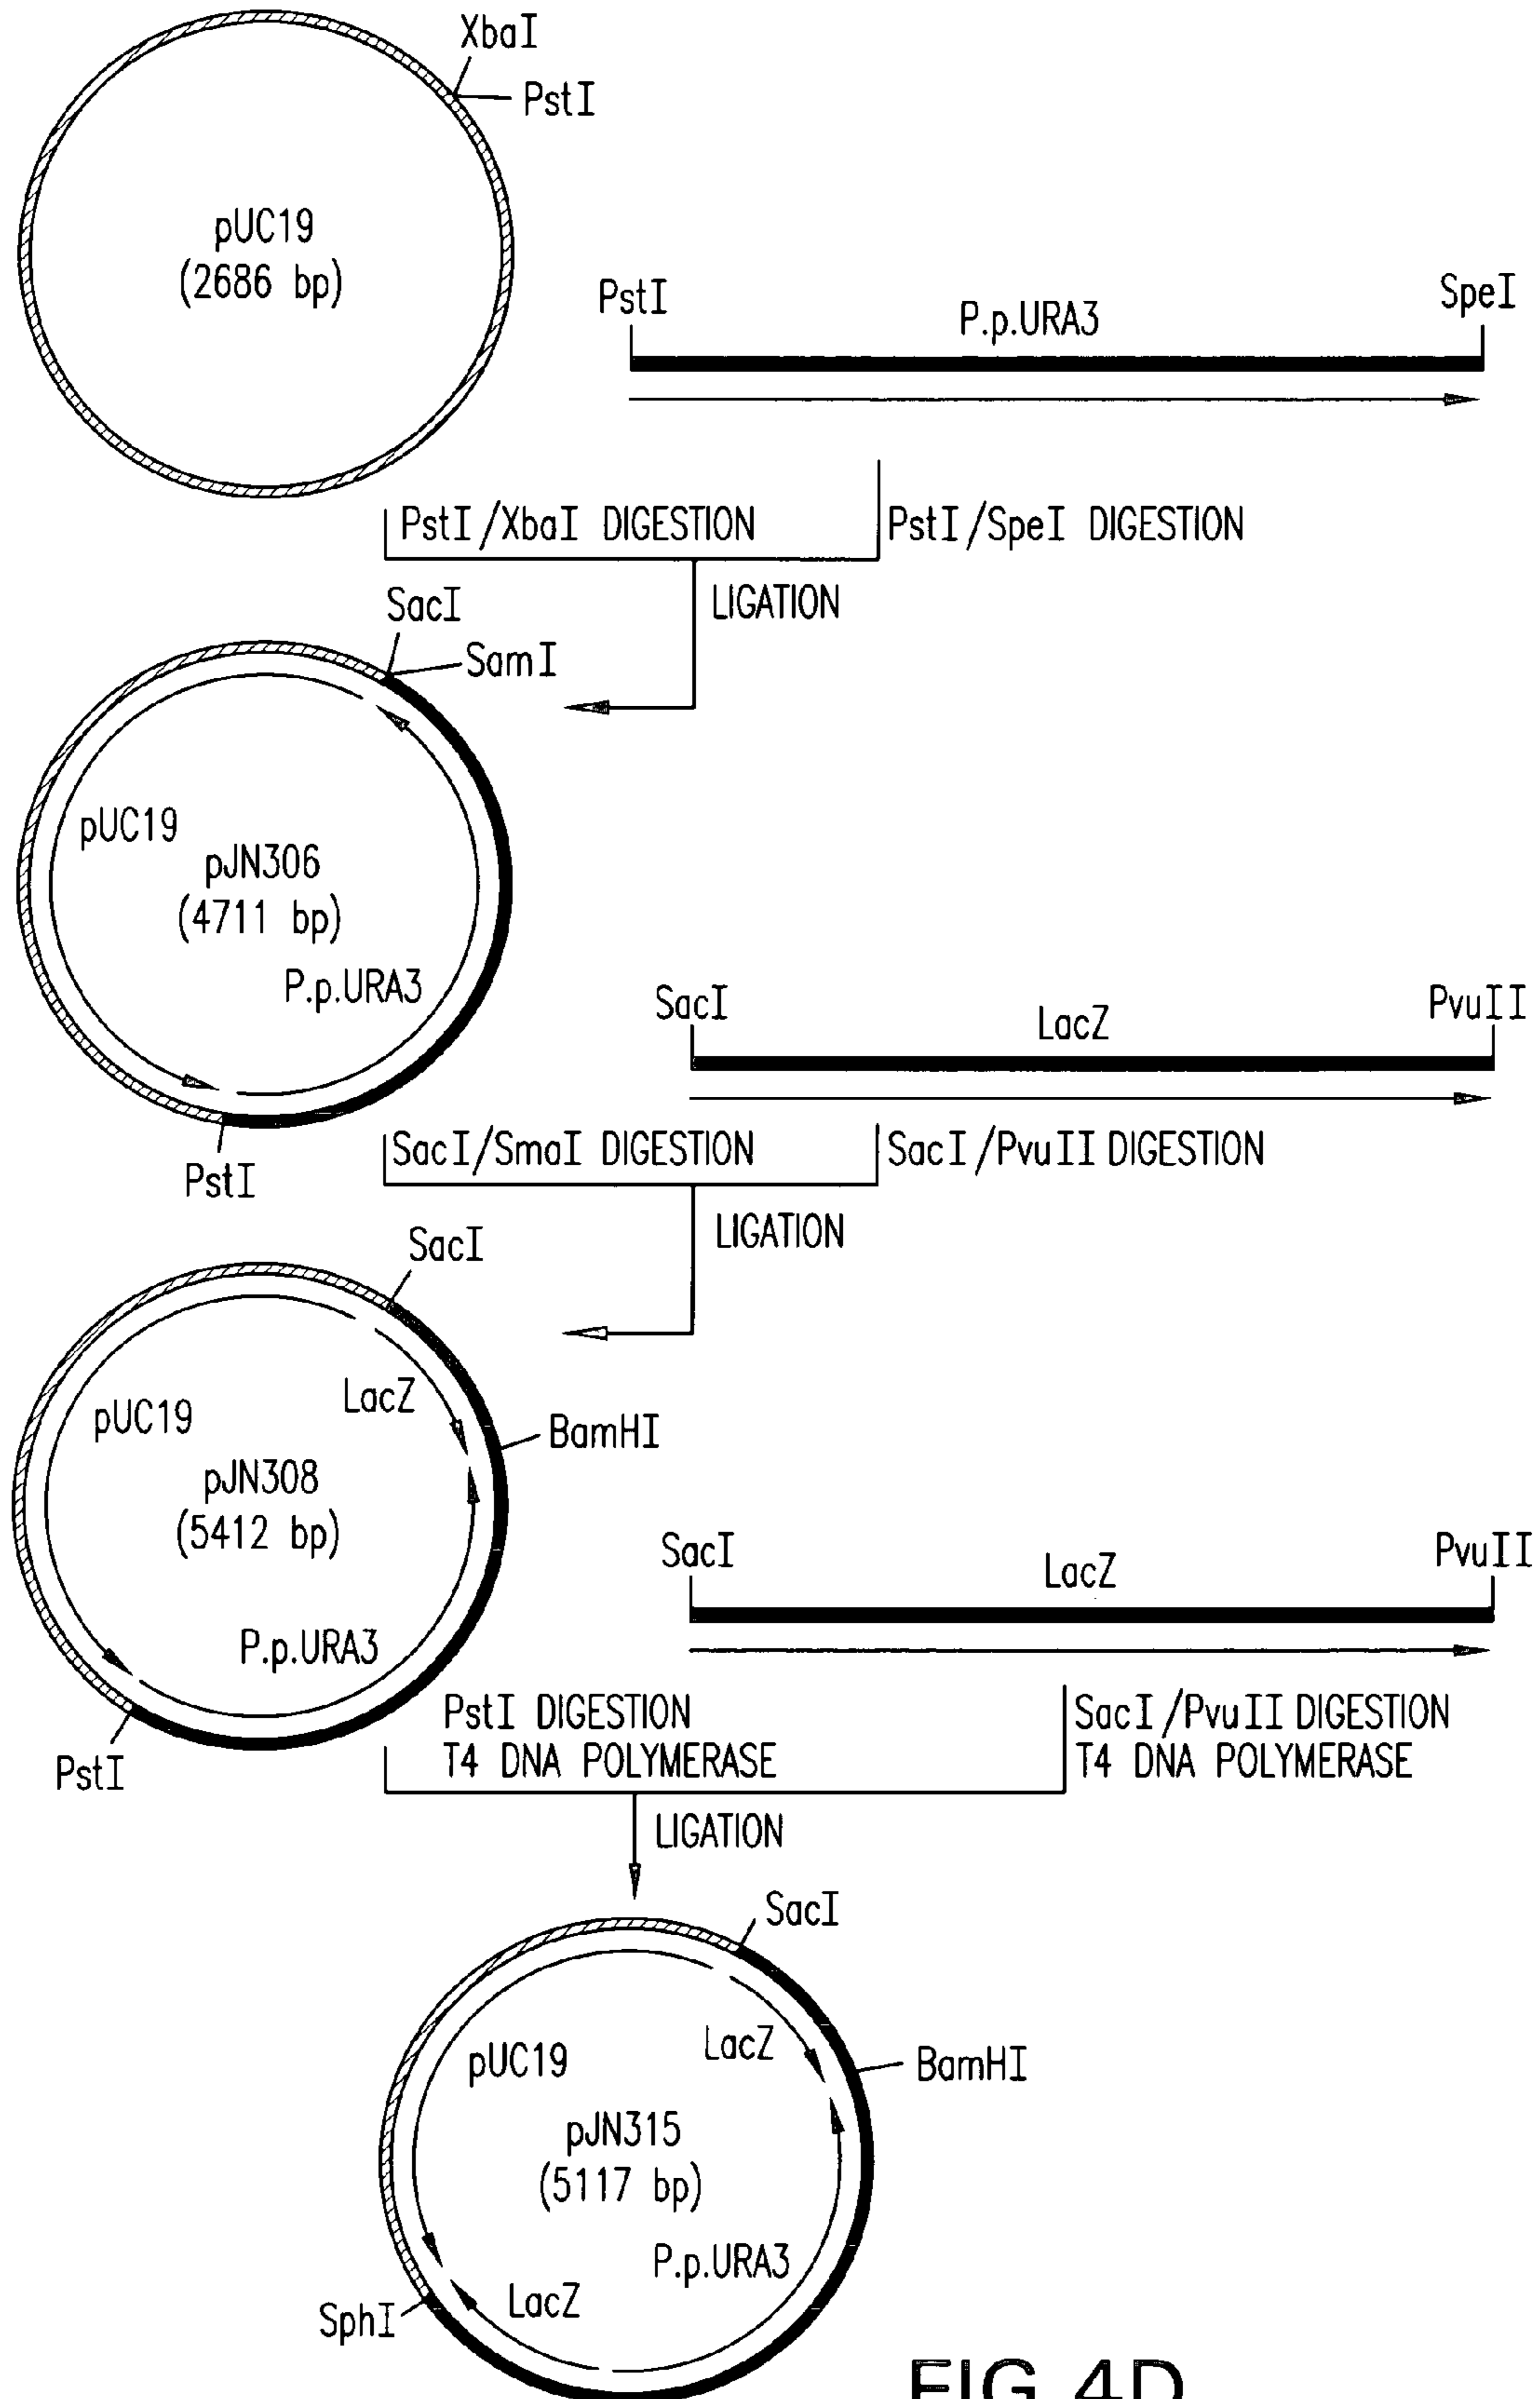 XbaI
PstI
pUC19
(2686 bp)
PstI
P.p.URA3
SpeI
PstI/XbaI DIGESTION
PstI/SpeI DIGESTION
LIGATION
SacI
SamI
pUC19
pJN306
(4711 bp)
P.p.URA3
PstI
SacI
LacZ
PvuII
SacI/SmaI DIGESTION
SacI/PvuII DIGESTION
LIGATION
SacI
LacZ
pUC19
BamHI
pJN308
(5412 bp)
P.p.URA3
PstI
SacI
LacZ
PvuII
PstI DIGESTION
T4 DNA POLYMERASE
SacI/PvuII DIGESTION
T4 DNA POLYMERASE
LIGATION
SacI
LacZ
pUC19
BamHI
pJN315
(5117 bp)
P.p.URA3
LacZ
SphI
FIG.4D